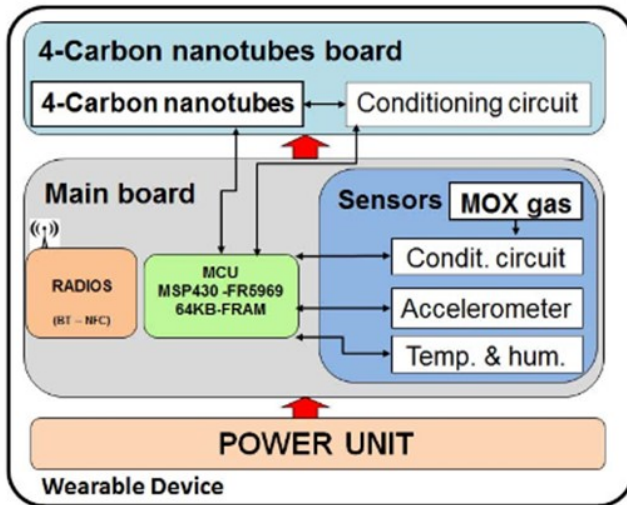 4-Carbon nanotubes board
4-Carbon nanotubes
Conditioning circuit
Main board
Sensors
MOX gas
RADIOS
(BT – NFC)
MCU
MSP430 -FR5969
64KB-FRAM
Condit. circuit
Accelerometer
Temp. & hum.
POWER UNIT
Wearable Device